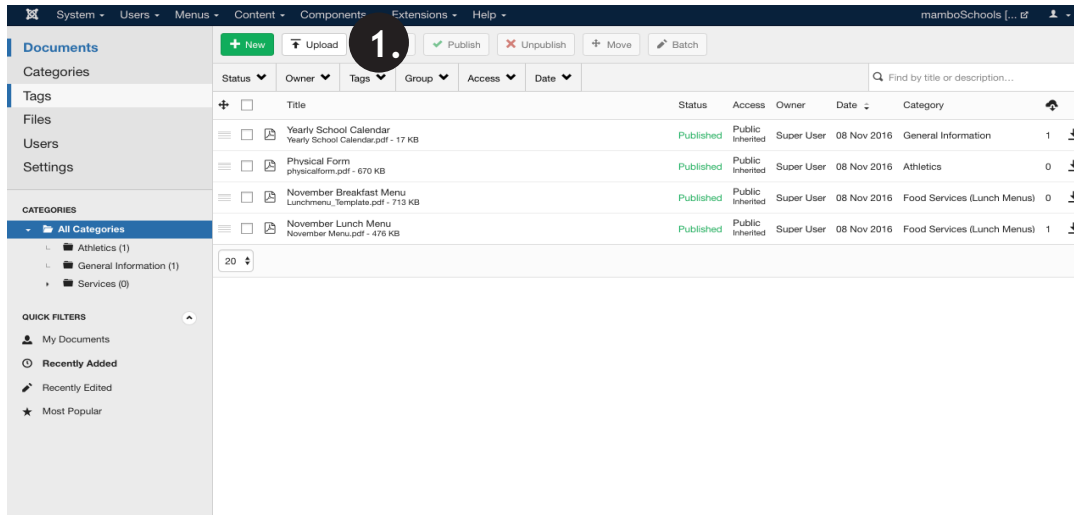 System Users Menus Content Components Extensions Help mamboSchools [...
Documents
Categories
Tags
Files
Users
Settings
CATEGORIES
All Categories
Athletics (1)
General Information (1)
Services (0)
QUICK FILTERS
My Documents
Recently Added
Recently Edited
Most Popular
New Upload 1. Publish Unpublish Move Batch
Status Owner Tags Group Access Date Find by title or description...
Title Status Access Owner Date Category
Yearly School Calendar Published Public Super User 08 Nov 2016 General Information 1
Yearly School Calendar.pdf - 17 KB Inherited
Physical Form Published Public Super User 08 Nov 2016 Athletics 0
physicalform.pdf - 670 KB Inherited
November Breakfast Menu Published Public Super User 08 Nov 2016 Food Services (Lunch Menus) 0
Lunchmenu_Template.pdf - 713 KB Inherited
November Lunch Menu Published Public Super User 08 Nov 2016 Food Services (Lunch Menus) 1
November Menu.pdf - 476 KB Inherited
20